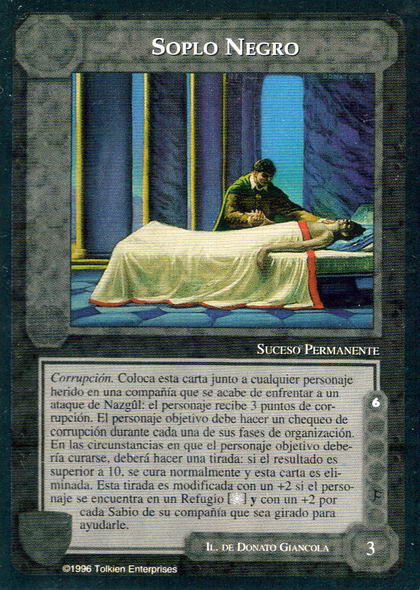 SOPLO NEGRO
SUCESO PERMANENTE
Corrupción. Coloca esta carta junto a cualquier personaje
herido en una compañía que se acabe de enfrentar a un
ataque de Nazgûl: el personaje recibe 3 puntos de cor-
rupción. El personaje objetivo debe hacer un chequeo de
corrupción durante cada una de sus fases de organización.
En las circunstancias en que el personaje objetivo debe-
ría curarse, deberá hacer una tirada: si el resultado es
superior a 10, se cura normalmente y esta carta es eli-
minada. Esta tirada es modificada con un +2 si el perso-
naje se encuentra en un Refugio [ ] y con un +2 por
cada Sabio de su compañía que sea girado para
ayudarle.
6
IL. DE DONATO GIANCOLA
3
©1996 Tolkien Enterprises